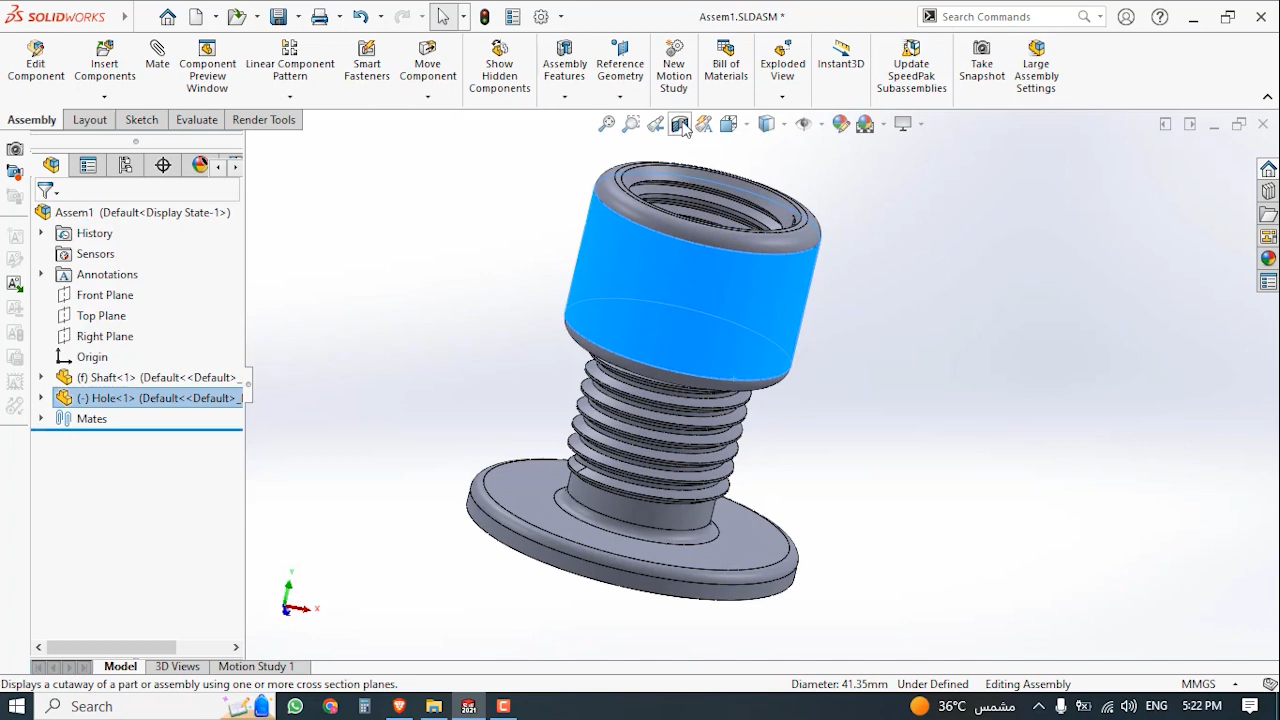 SOLIDWORKS
Assem1.SLDASM *
Search Commands
Edit Component
Insert Components
Mate
Component Preview Window
Linear Component Pattern
Smart Fasteners
Move Component
Show Hidden Components
Assembly Features
Reference Geometry
New Motion Study
Bill of Materials
Exploded View
Instant3D
Update SpeedPak Subassemblies
Take Snapshot
Large Assembly Settings
Assembly
Layout
Sketch
Evaluate
Render Tools
Assem1 (Default<Display State-1>)
History
Sensors
Annotations
Front Plane
Top Plane
Right Plane
Origin
(f) Shaft<1> (Default<<Default>_
(-) Hole<1> (Default<<Default>_
Mates
Y
X
Model
3D Views
Motion Study 1
Displays a cutaway of a part or assembly using one or more cross section planes.
Diameter: 41.35mm
Under Defined
Editing Assembly
MMGS
Search
2021
36°C
مشمس
ENG
5:22 PM